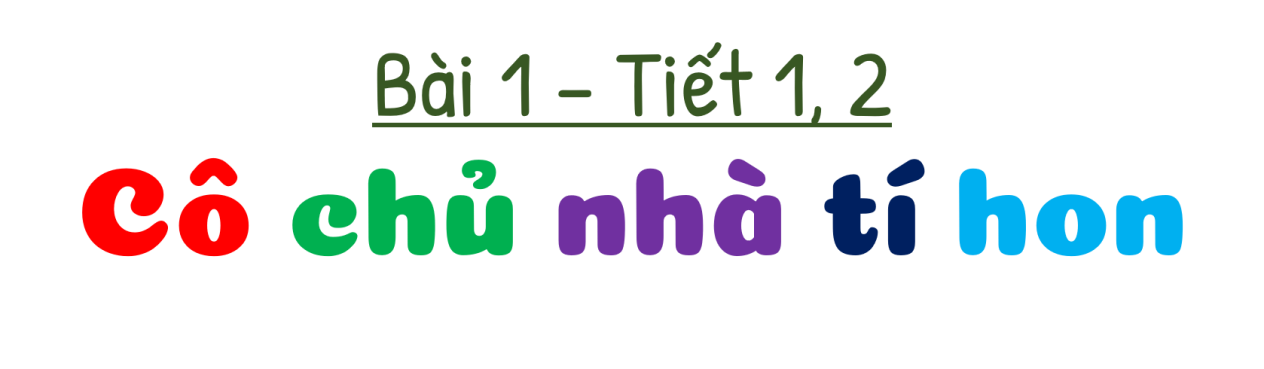 Bài 1 – Tiết 1, 2
Cô chủ nhà tí hon